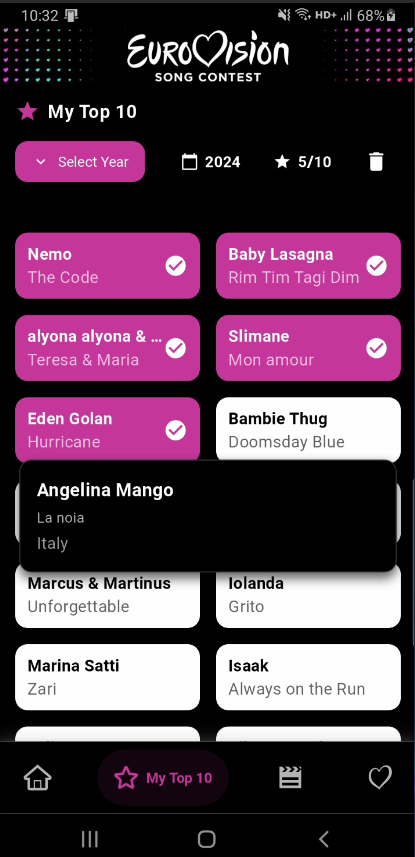 10:32 HD+ 68%
EUROVISION
SONG CONTEST
My Top 10
Select Year 2024 5/10
Nemo
The Code
Baby Lasagna
Rim Tim Tagi Dim
alyona alyona & ...
Teresa & Maria
Slimane
Mon amour
Eden Golan
Hurricane
Bambie Thug
Doomsday Blue
Angelina Mango
La noia
Italy
Marcus & Martinus
Unforgettable
Iolanda
Grito
Marina Satti
Zari
Isaak
Always on the Run
My Top 10